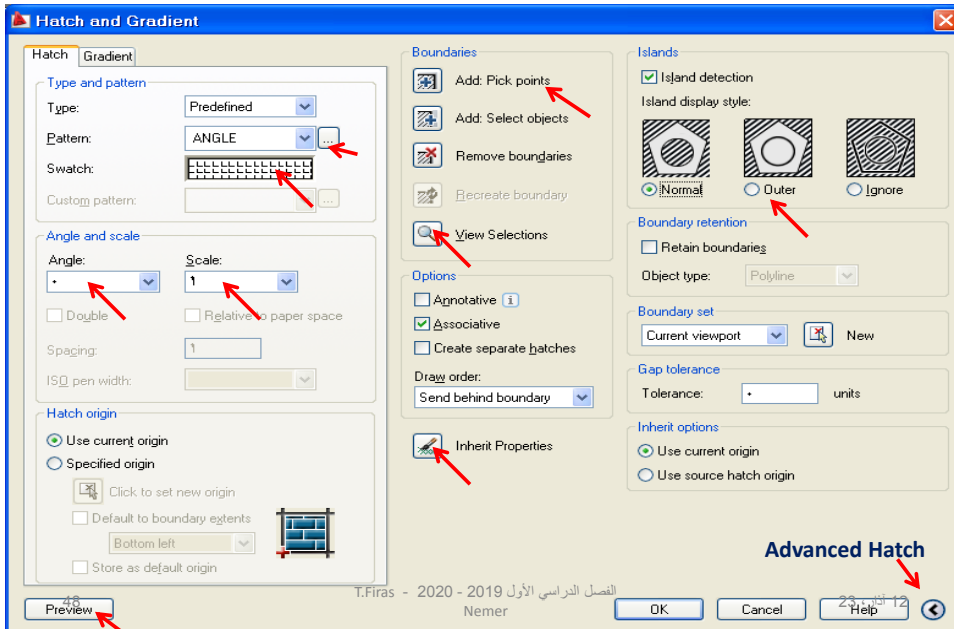 Hatch and Gradient
Hatch
Gradient
Type and pattern
Type:
Predefined
Pattern:
ANGLE
...
Swatch:
Custom pattern:
...
Angle and scale
Angle:
Scale:
٠
١
Double
Relative to paper space
Spacing:
١
ISO pen width:
Hatch origin
Use current origin
Specified origin
Click to set new origin
Default to boundary extents
Bottom left
Store as default origin
Preview
48
Boundaries
Add: Pick points
Add: Select objects
Remove boundaries
Recreate boundary
View Selections
Options
Annotative
i
Associative
Create separate hatches
Draw order:
Send behind boundary
Inherit Properties
Islands
Island detection
Island display style:
Normal
Outer
Ignore
Boundary retention
Retain boundaries
Object type:
Polyline
Boundary set
Current viewport
New
Gap tolerance
Tolerance:
٠
units
Inherit options
Use current origin
Use source hatch origin
Advanced Hatch
T.Firas - 2020 - 2019 الفصل الدراسي الأول
Nemer
OK
Cancel
Help
12 آذار، 23